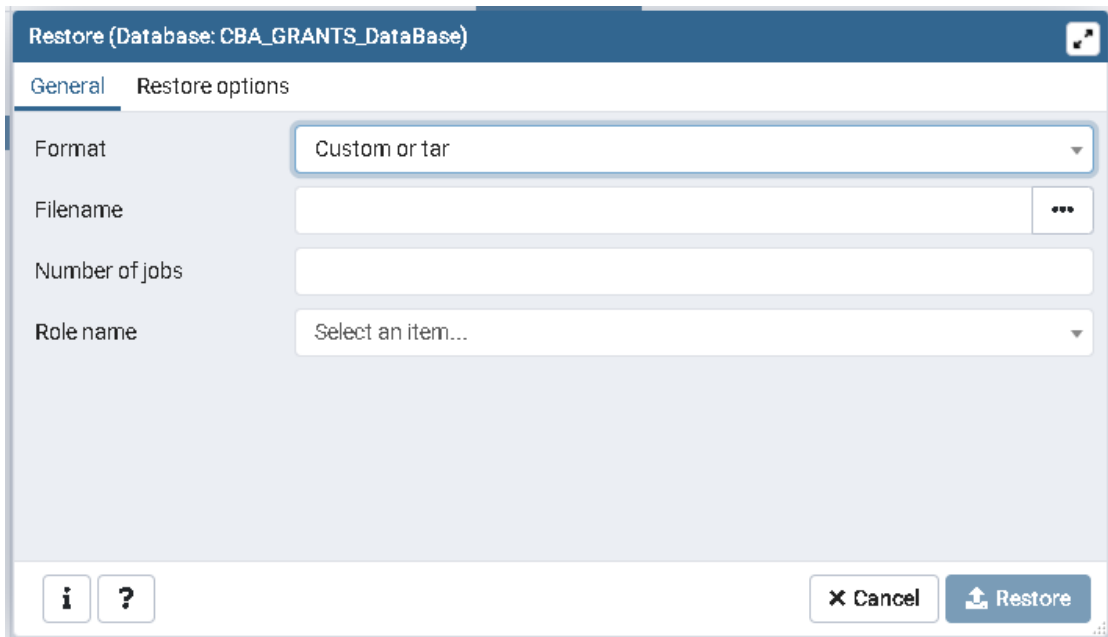 Restore (Database: CBA_GRANTS_DataBase)
General Restore options
Format Custom or tar
Filename •••
Number of jobs
Role name Select an item...
i ? × Cancel Restore